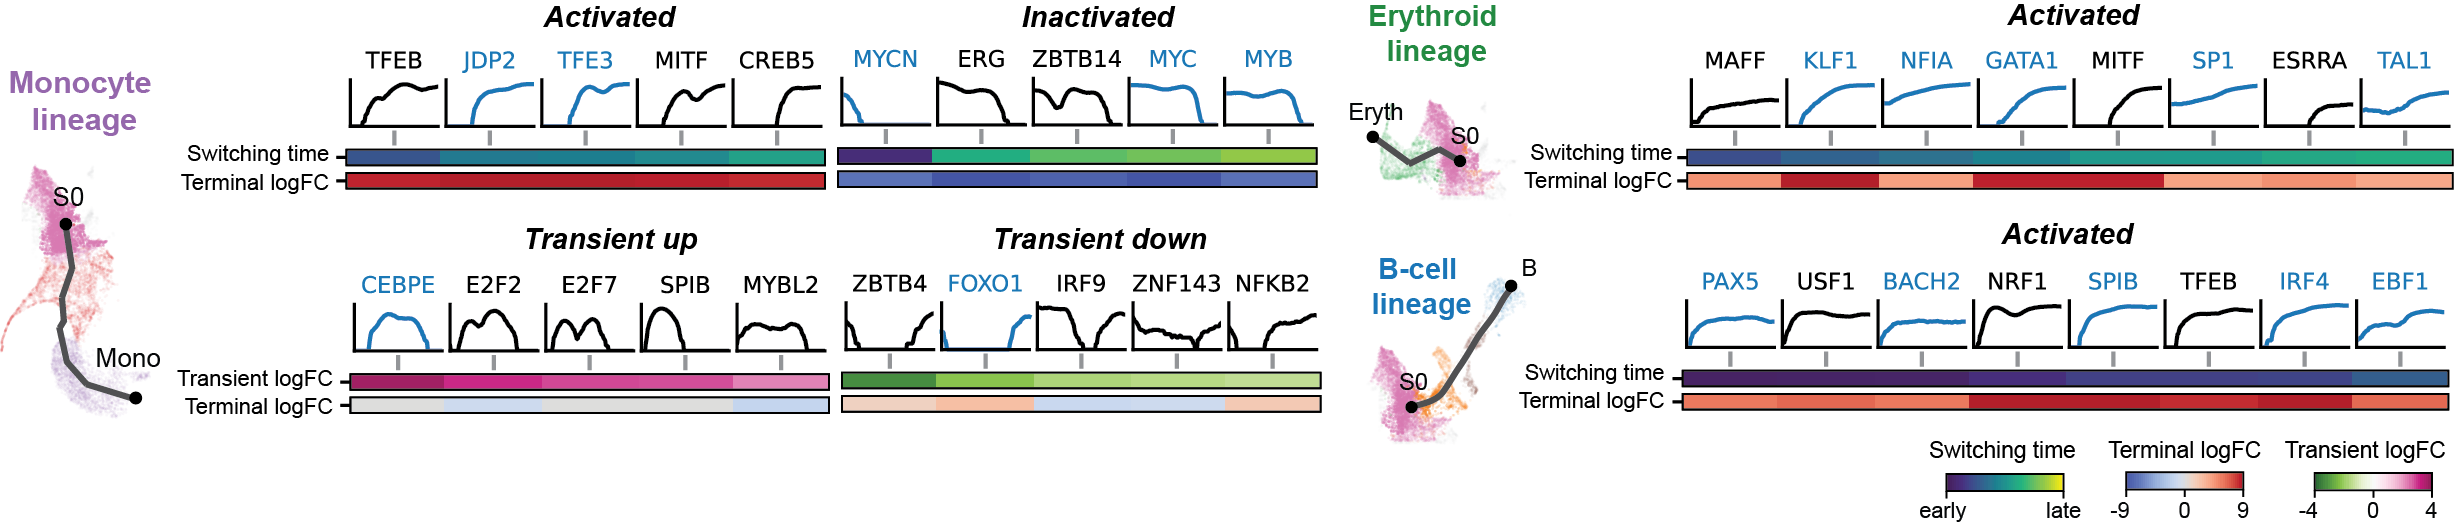 Monocyte
lineage
S0
Mono
Activated
TFEB JDP2 TFE3 MITF CREB5
Switching time
Terminal logFC
Inactivated
MYCN ERG ZBTB14 MYC MYB
Transient up
CEBPE E2F2 E2F7 SPIB MYBL2
Transient logFC
Terminal logFC
Transient down
ZBTB4 FOXO1 IRF9 ZNF143 NFKB2
Erythroid
lineage
Eryth
S0
Activated
MAFF KLF1 NFIA GATA1 MITF SP1 ESRRA TAL1
Switching time
Terminal logFC
B-cell
lineage
B
S0
Activated
PAX5 USF1 BACH2 NRF1 SPIB TFEB IRF4 EBF1
Switching time
Terminal logFC
Switching time
early late
Terminal logFC
-9 0 9
Transient logFC
-4 0 4